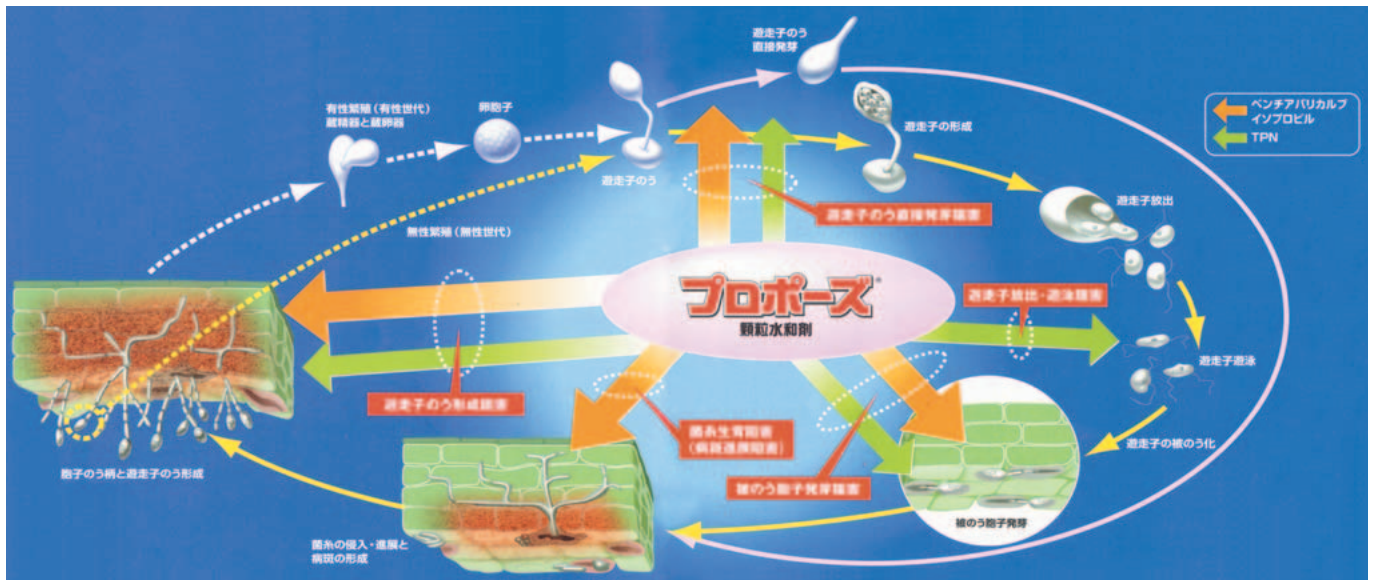 遊走子のう
直接発芽
有性繁殖(有性世代)
蔵精器と蔵卵器
卵胞子
遊走子のう
遊走子の形成
ベンチアバリカルブ
イソプロピル
TPN
遊走子放出
無性繁殖(無性世代)
遊走子のう直接発芽阻害
プロポーズ®
顆粒水和剤
遊走子放出・遊泳阻害
遊走子遊泳
遊走子のう形成阻害
菌糸生育阻害
(病斑進展阻害)
被のう胞子発芽阻害
遊走子の被のう化
胞子のう柄と遊走子のう形成
被のう胞子発芽
菌糸の侵入・進展と
病斑の形成